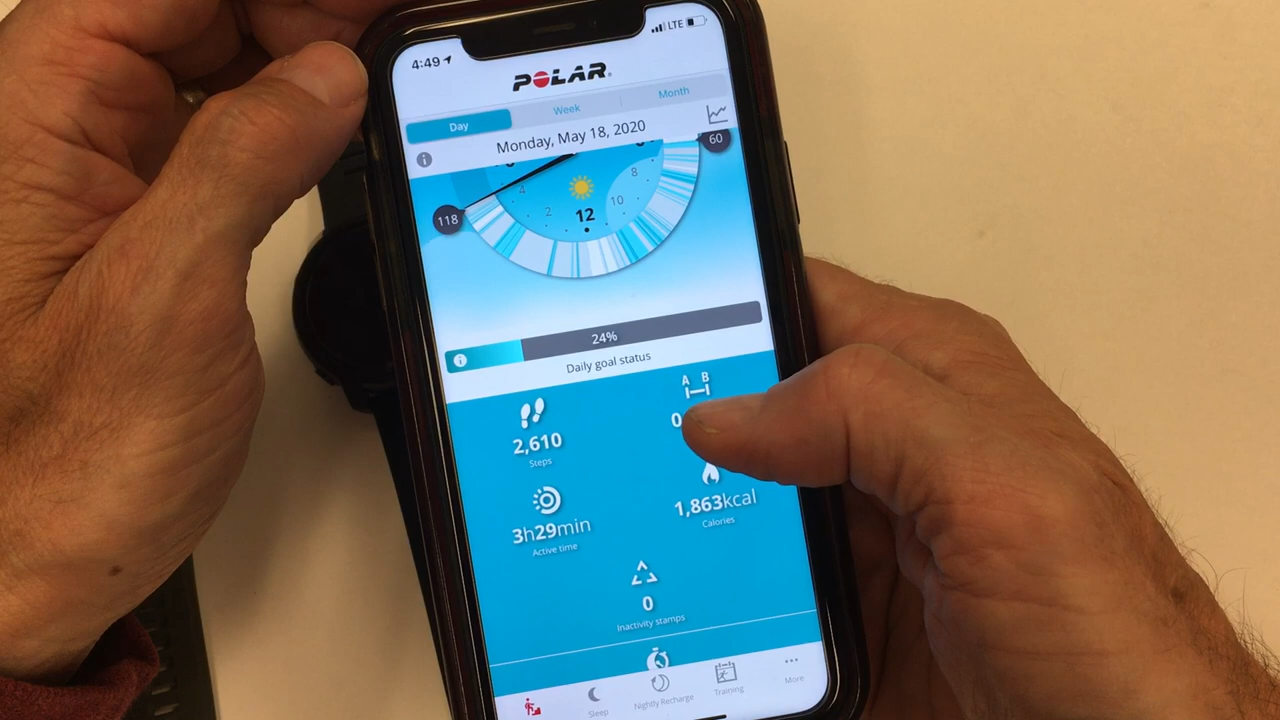 4:49
LTE
POLAR
Day Week Month
Monday, May 18, 2020
60
118
4 2 12 10 8
24%
Daily goal status
A B
2,610
Steps
3h29min
Active time
1,863kcal
Calories
0
Inactivity stamps
Sleep
Nightly Recharge
Training
More